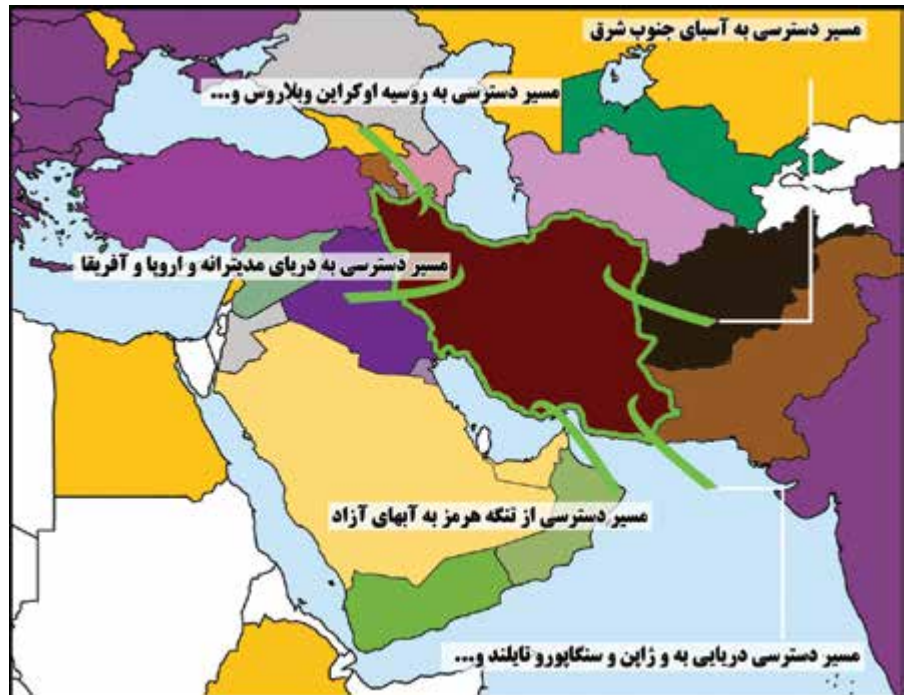 مسیر دسترسی به آسیای جنوب شرق
مسیر دسترسی به روسیه اوکراین وبلاروس و...
مسیر دسترسی به دریای مدیترانه و اروپا و آفریقا
مسیر دسترسی از تنگه هرمز به آبهای آزاد
مسیر دسترسی دریایی به و ژاپن و سنگاپورو تایلند و...